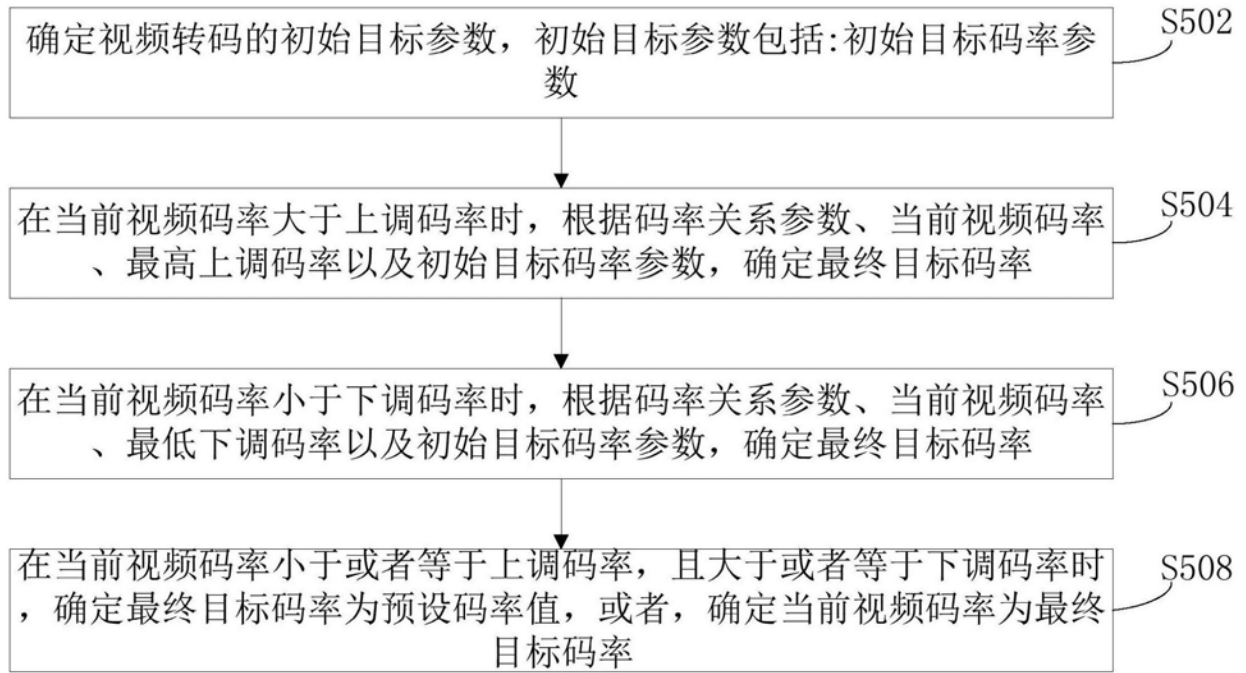 确定视频转码的初始目标参数，初始目标参数包括:初始目标码率参
数
S502
在当前视频码率大于上调码率时，根据码率关系参数、当前视频码率
、最高上调码率以及初始目标码率参数，确定最终目标码率
S504
在当前视频码率小于下调码率时，根据码率关系参数、当前视频码率
、最低下调码率以及初始目标码率参数，确定最终目标码率
S506
在当前视频码率小于或者等于上调码率，且大于或者等于下调码率时
，确定最终目标码率为预设码率值，或者，确定当前视频码率为最终
目标码率
S508